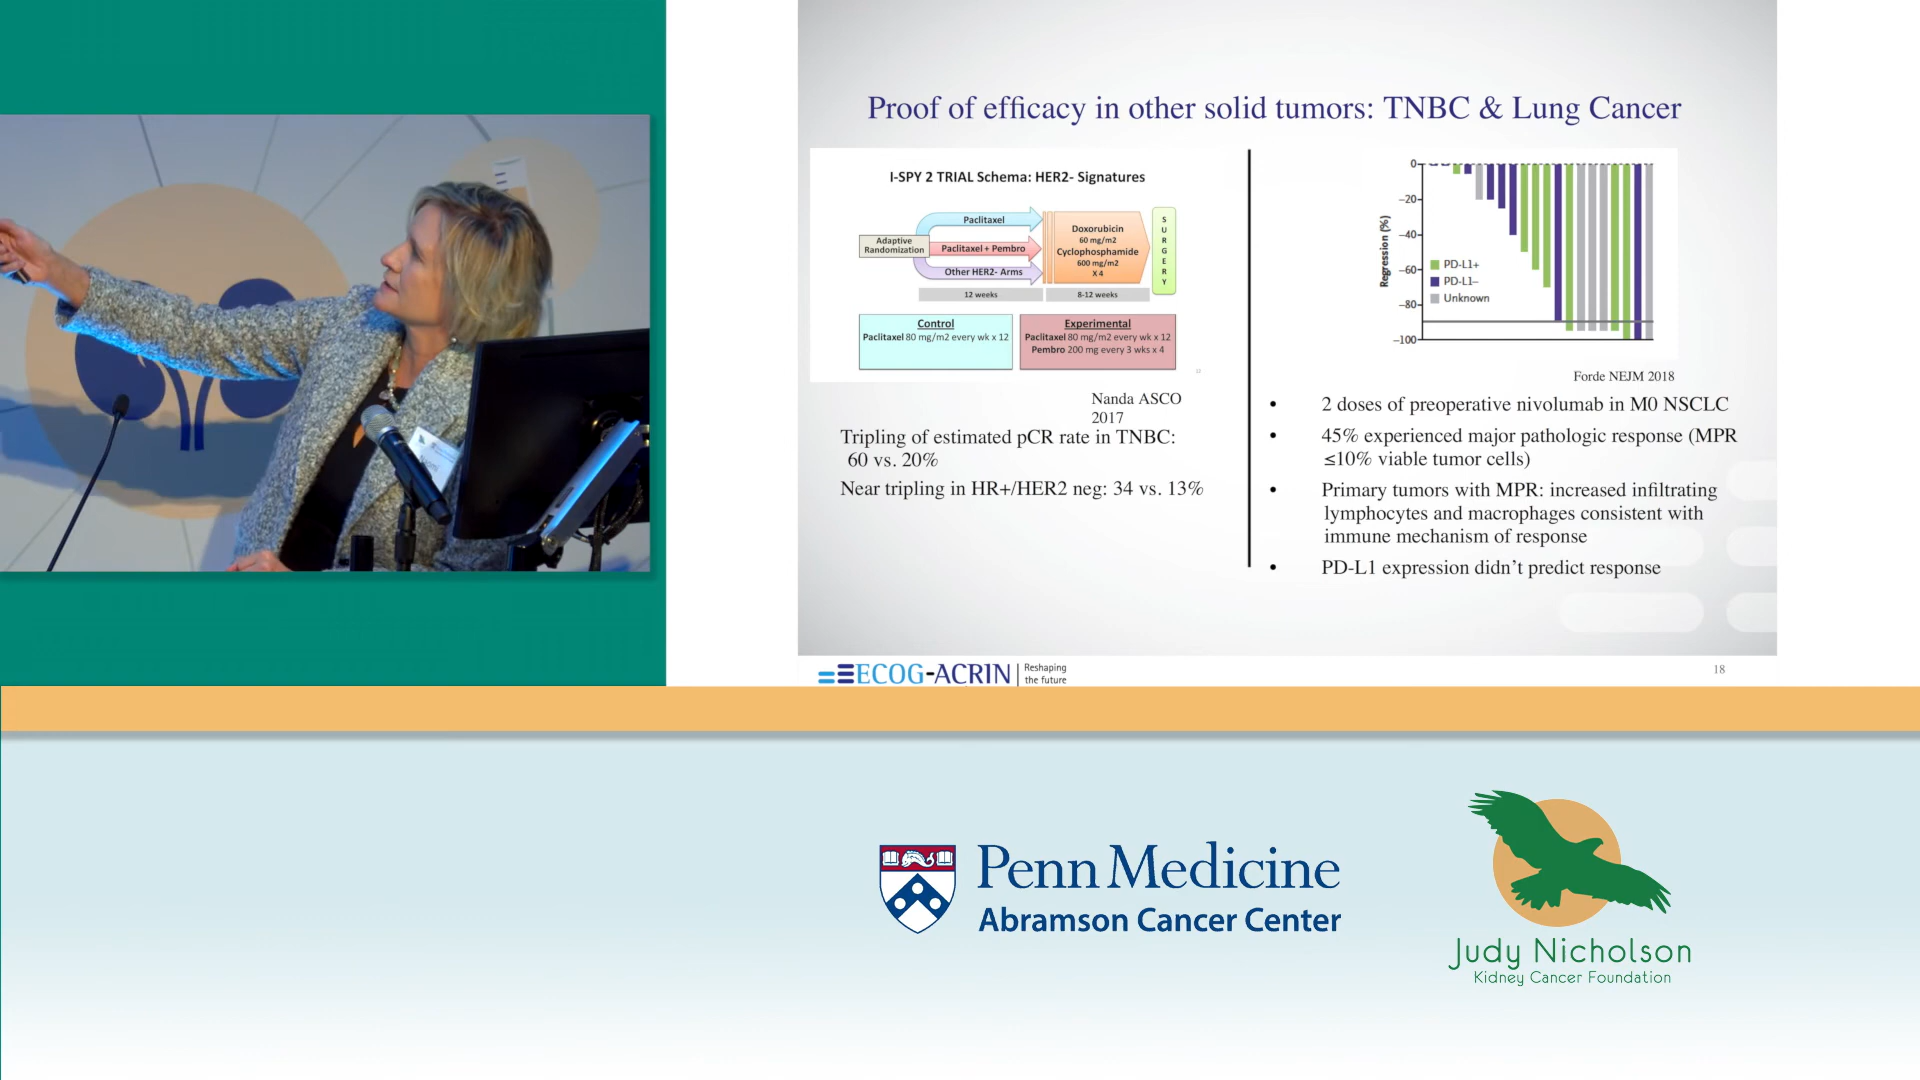 Proof of efficacy in other solid tumors: TNBC & Lung Cancer
I-SPY 2 TRIAL Schema: HER2- Signatures
Adaptive
Randomization
Paclitaxel
Paclitaxel + Pembro
Other HER2- Arms
Doxorubicin
60 mg/m2
Cyclophosphamide
600 mg/m2
X 4
S
U
R
G
E
R
Y
12 weeks
8-12 weeks
Control
Paclitaxel 80 mg/m2 every wk x 12
Experimental
Paclitaxel 80 mg/m2 every wk x 12
Pembro 200 mg every 3 wks x 4
Nanda ASCO
2017
Tripling of estimated pCR rate in TNBC:
60 vs. 20%
Near tripling in HR+/HER2 neg: 34 vs. 13%
Regression (%)
0
−20
−40
−60
−80
−100
PD-L1+
PD-L1–
Unknown
Forde NEJM 2018
• 2 doses of preoperative nivolumab in M0 NSCLC
• 45% experienced major pathologic response (MPR
≤10% viable tumor cells)
• Primary tumors with MPR: increased infiltrating
lymphocytes and macrophages consistent with
immune mechanism of response
• PD-L1 expression didn’t predict response
ECOG-ACRIN
Reshaping
the future
18
Penn Medicine
Abramson Cancer Center
Judy Nicholson
Kidney Cancer Foundation